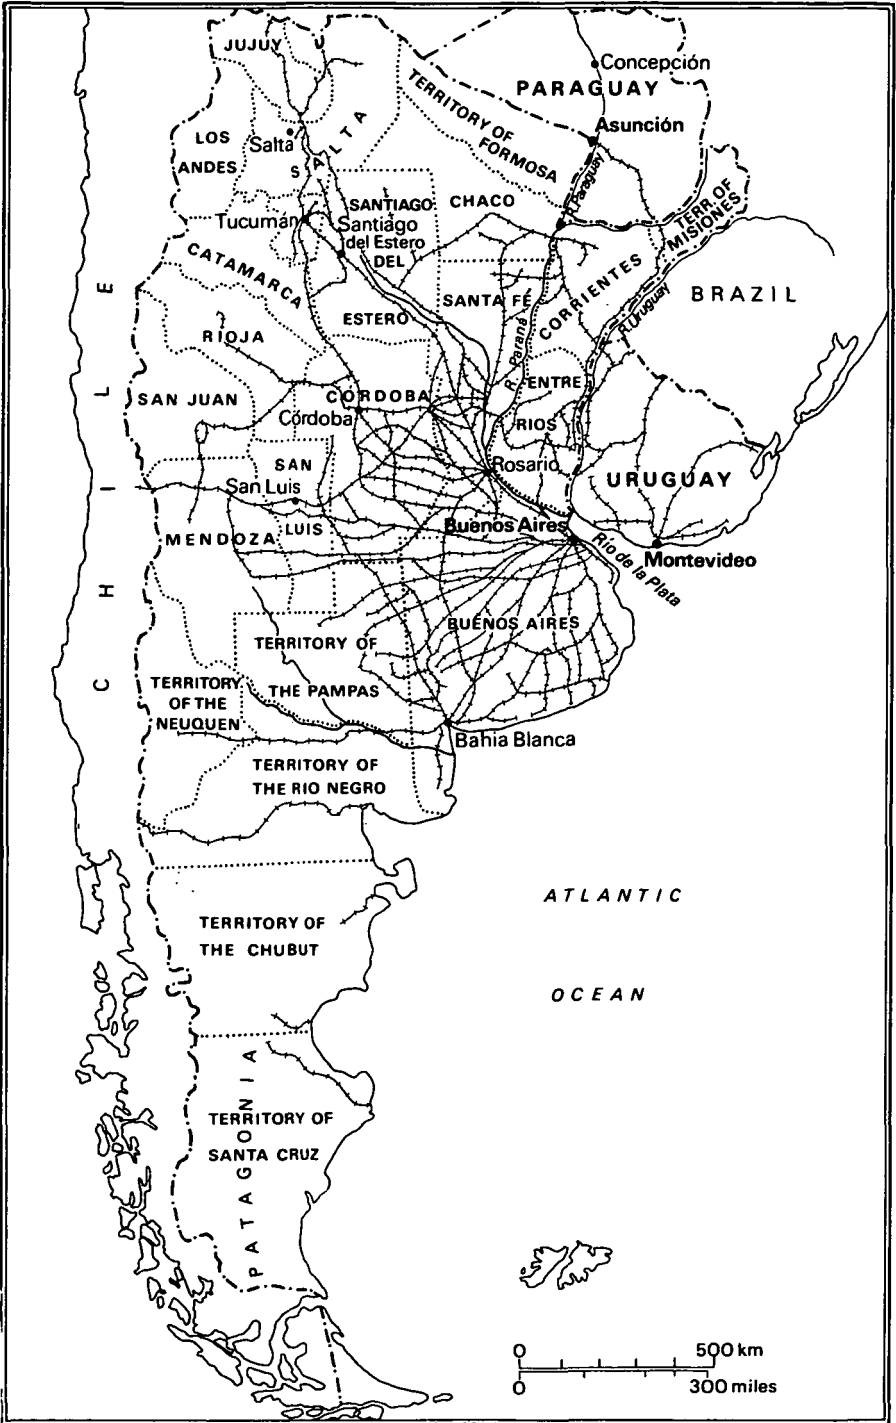 JUJUY
Concepción
PARAGUAY
TERRITORY OF
FORMOSA
Asunción
LOS
ANDES
Salta
SALTA
R. Paraguay
SANTIAGO
CHACO
TERR OF
MISIONES
Tucumán
Santiago
del Estero
DEL
CATAMARCA
CORRIENTES
BRAZIL
SANTA FÉ
R. Uruguay
ESTERO
RIOJA
R. Paraná
ENTRE
SAN JUAN
CÓRDOBA
Córdoba
RIOS
SAN
Rosario
URUGUAY
San Luis
Buenos Aires
LUIS
MENDOZA
Río de la Plata
Montevideo
CHILE
BUENOS AIRES
TERRITORY OF
THE PAMPAS
TERRITORY
OF THE
NEUQUEN
Bahia Blanca
TERRITORY OF
THE RIO NEGRO
ATLANTIC
OCEAN
TERRITORY OF
THE CHUBUT
PATAGONIA
TERRITORY OF
SANTA CRUZ
0 500 km
0 300 miles